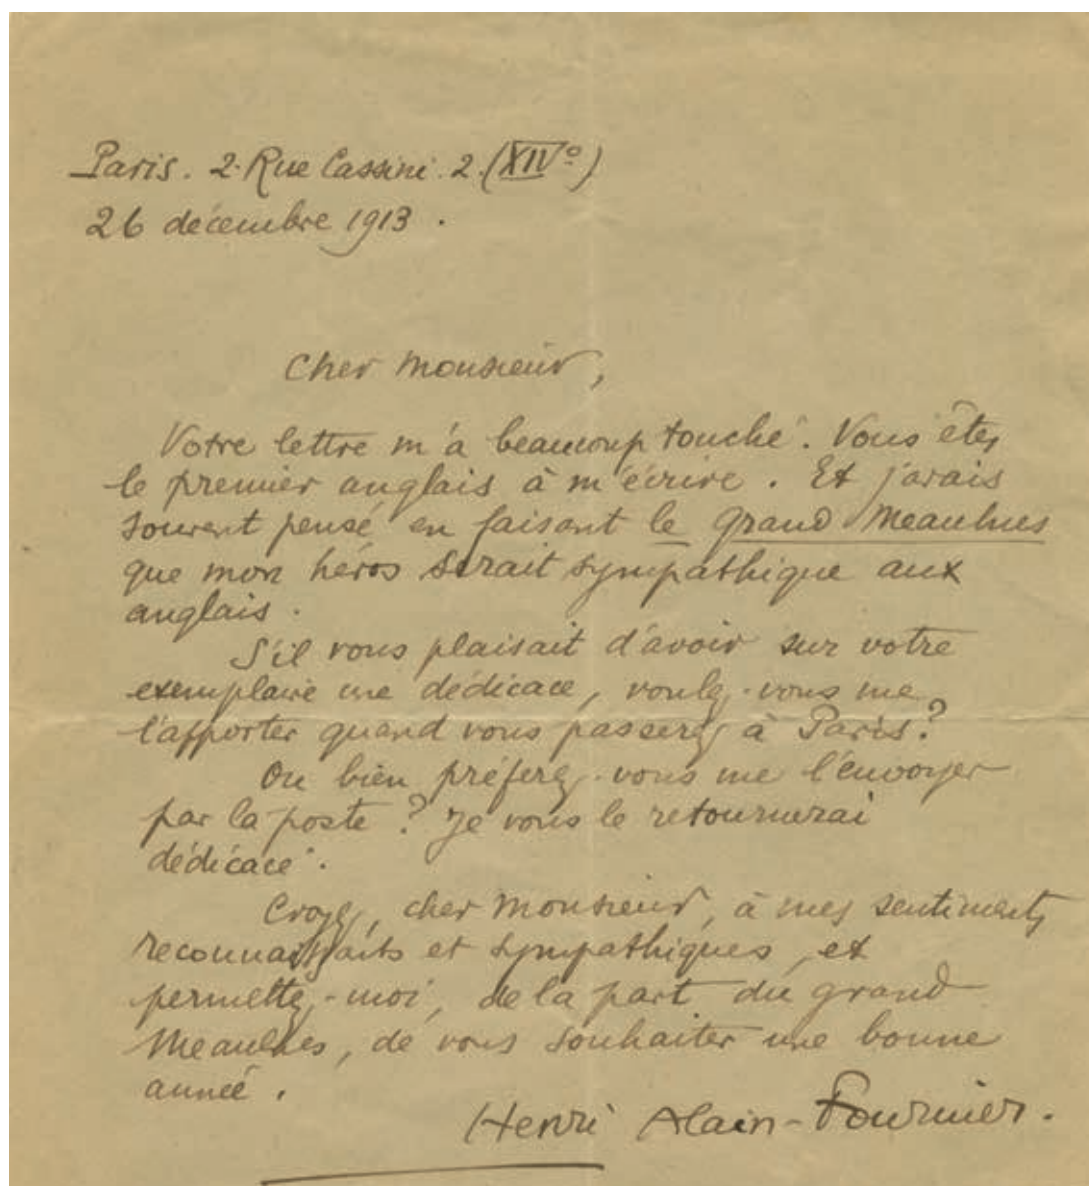 Paris. 2. Rue Cassini. 2. (XIVº)
26 décembre 1913.
Cher Monsieur,
Votre lettre m'a beaucoup touché. Vous êtes
le premier anglais à m'écrire. Et j'avais
souvent pensé en faisant le grand Meaulnes
que mon héros serait sympathique aux
anglais.
S'il vous plaisait d'avoir sur votre
exemplaire une dédicace, voulez-vous me
l'apporter quand vous passerez à Paris?
Ou bien préferez-vous me l'envoyer
par la poste? Je vous le retournerai
dédicacé.
Croyez, cher Monsieur, à mes sentiments
reconnaissants et sympathiques, et
permettez-moi, de la part du grand
Meaulnes, de vous souhaiter une bonne
année.
Henri Alain-Fournier.